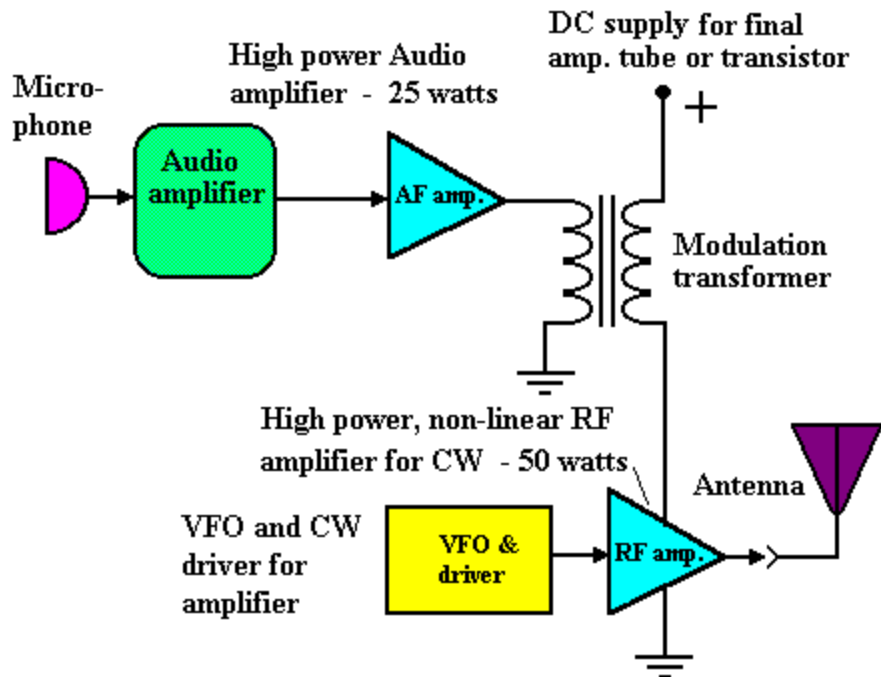 DC supply for final
amp. tube or transistor
+
High power Audio
amplifier - 25 watts
Micro-
phone
Audio
amplifier
AF amp.
Modulation
transformer
High power, non-linear RF
amplifier for CW - 50 watts
Antenna
VFO and CW
driver for
amplifier
VFO &
driver
RF amp.